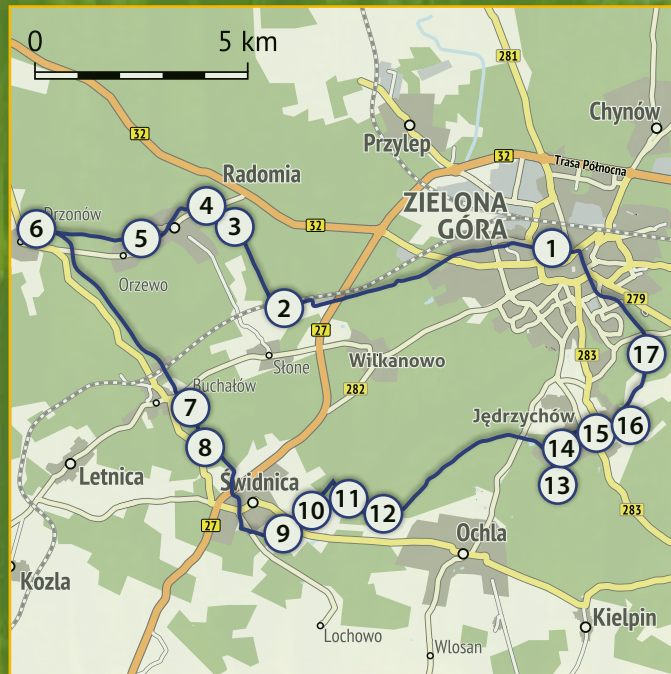 0
5 km
281
Chynów
32
Przylep
32
Trasa Północna
Radomia
ZIELONA
GÓRA
4
3
32
6
Drzonów
5
1
Orzewo
2
279
27
283
17
Słone
Wilkanowo
282
7
Buchałów
Jędrzychów
15
16
8
14
Letnica
Świdnica
13
11
10
12
27
9
283
Ochla
Kozla
Kiełpin
Lochowo
Wlosan